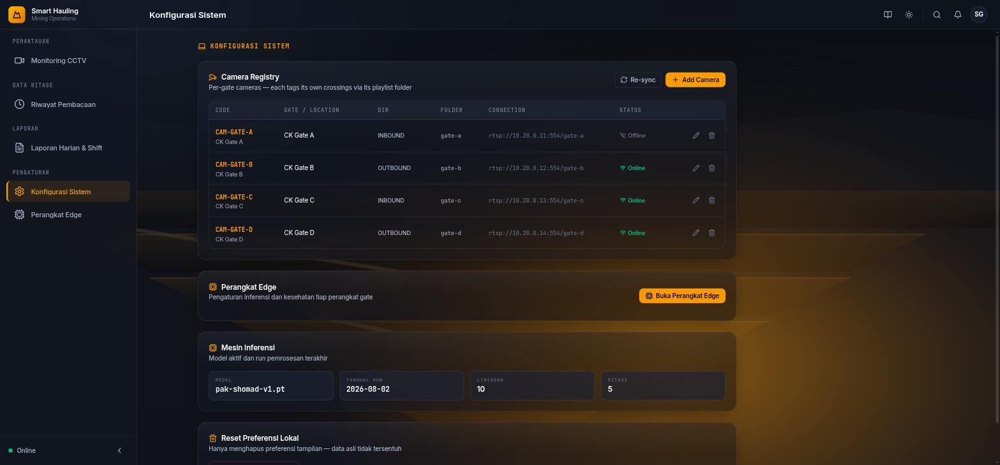 Smart Hauling
Mining Operations
Konfigurasi Sistem
SG
PEMANTAUAN
Monitoring CCTV
DATA RITASE
Riwayat Pembacaan
LAPORAN
Laporan Harian & Shift
PENGATURAN
Konfigurasi Sistem
Perangkat Edge
Online
KONFIGURASI SISTEM
Camera Registry
Per-gate cameras — each tags its own crossings via its playlist folder
Re-sync
Add Camera
CODE GATE / LOCATION DIR FOLDER CONNECTION STATUS
CAM-GATE-A CK Gate A INBOUND gate-a rtsp://10.20.0.11:554/gate-a Offline
CK Gate A
CAM-GATE-B CK Gate B OUTBOUND gate-b rtsp://10.20.0.12:554/gate-b Online
CK Gate B
CAM-GATE-C CK Gate C INBOUND gate-c rtsp://10.20.0.13:554/gate-c Online
CK Gate C
CAM-GATE-D CK Gate D OUTBOUND gate-d rtsp://10.20.0.14:554/gate-d Online
CK Gate D
Perangkat Edge
Pengaturan inferensi dan kesehatan tiap perangkat gate
Buka Perangkat Edge
Mesin Inferensi
Model aktif dan run pemrosesan terakhir
MODEL TANGGAL RUN LINTASAN RITASE
pak-shomad-v1.pt 2026-08-02 10 5
Reset Preferensi Lokal
Hanya menghapus preferensi tampilan — data asli tidak tersentuh